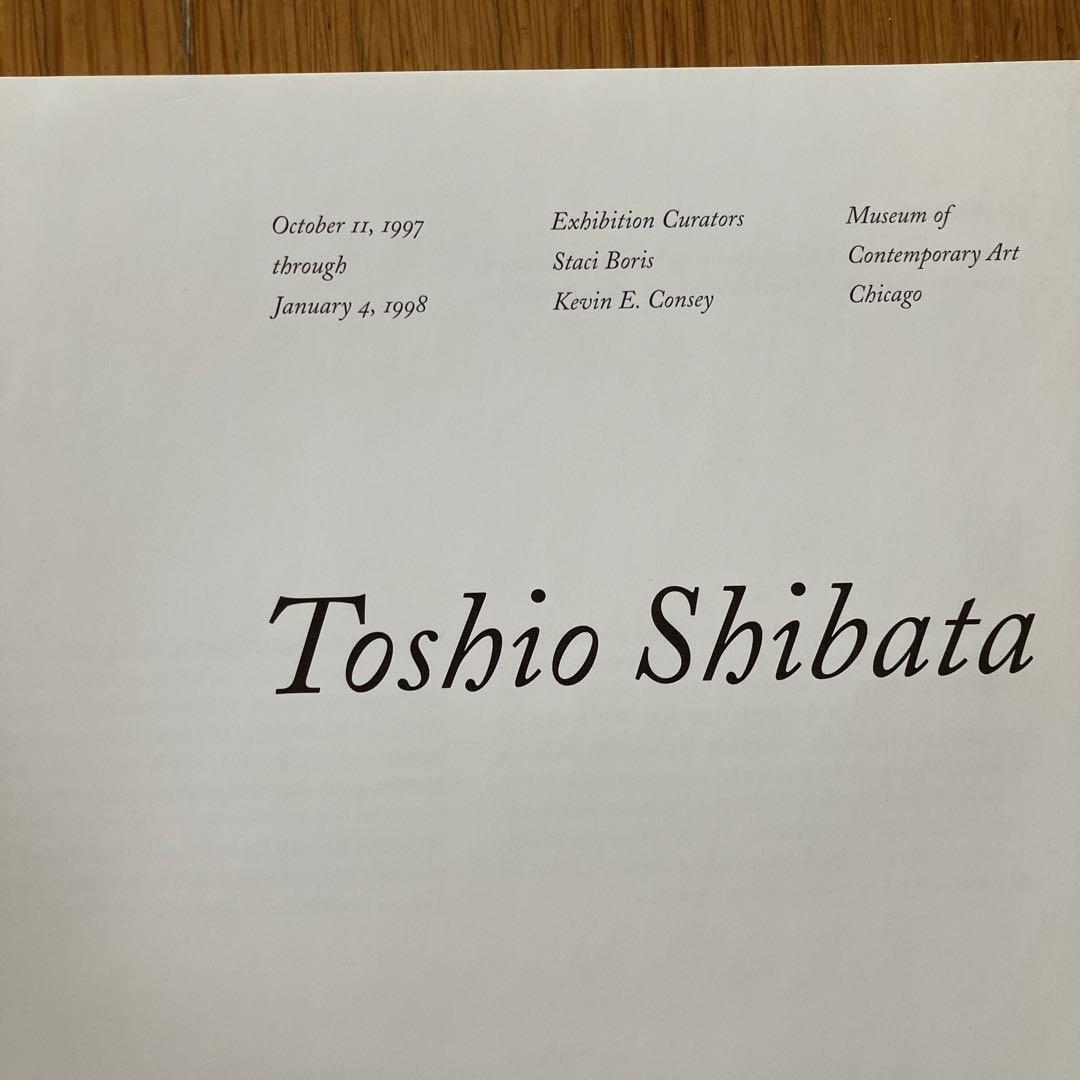 October 11, 1997
through
January 4, 1998
Exhibition Curators
Staci Boris
Kevin E. Consey
Museum of
Contemporary Art
Chicago
Toshio Shibata